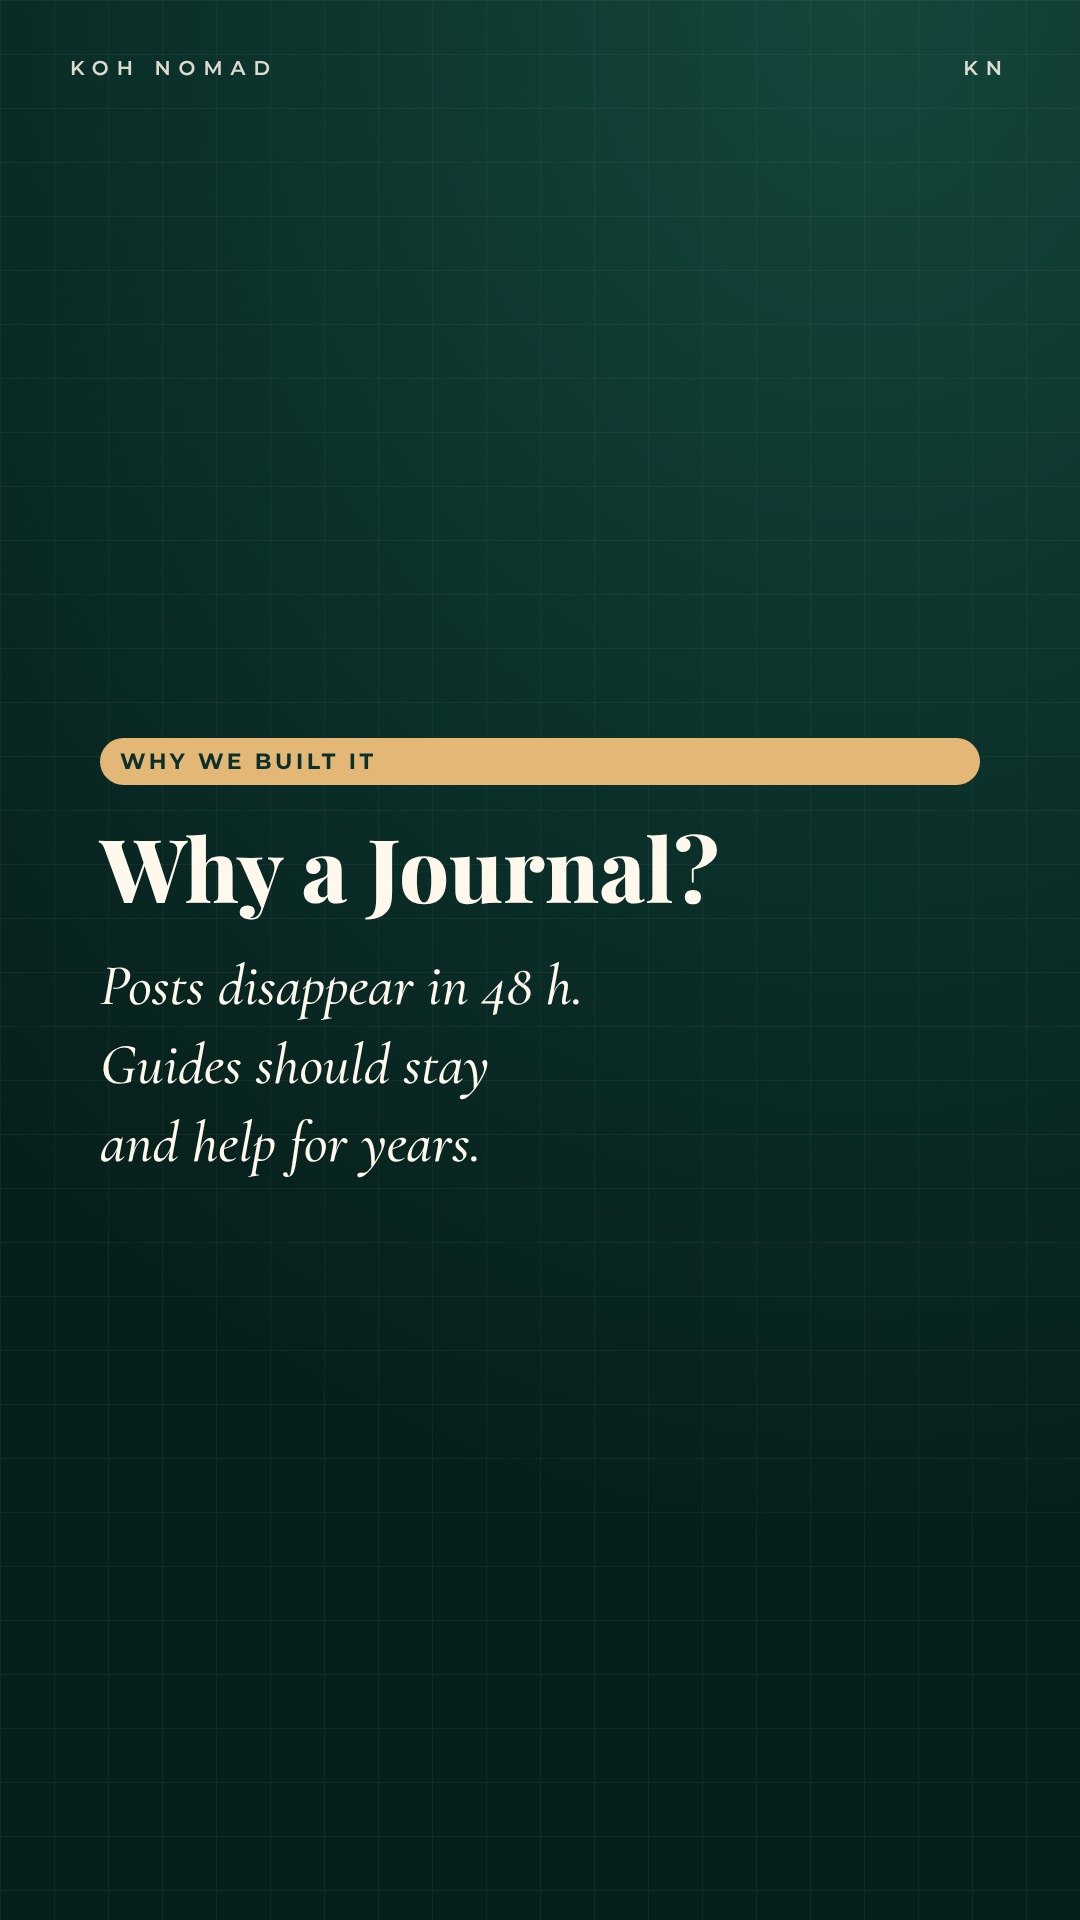 KOH NOMAD
KN
WHY WE BUILT IT
Why a Journal?
Posts disappear in 48 h.
Guides should stay
and help for years.